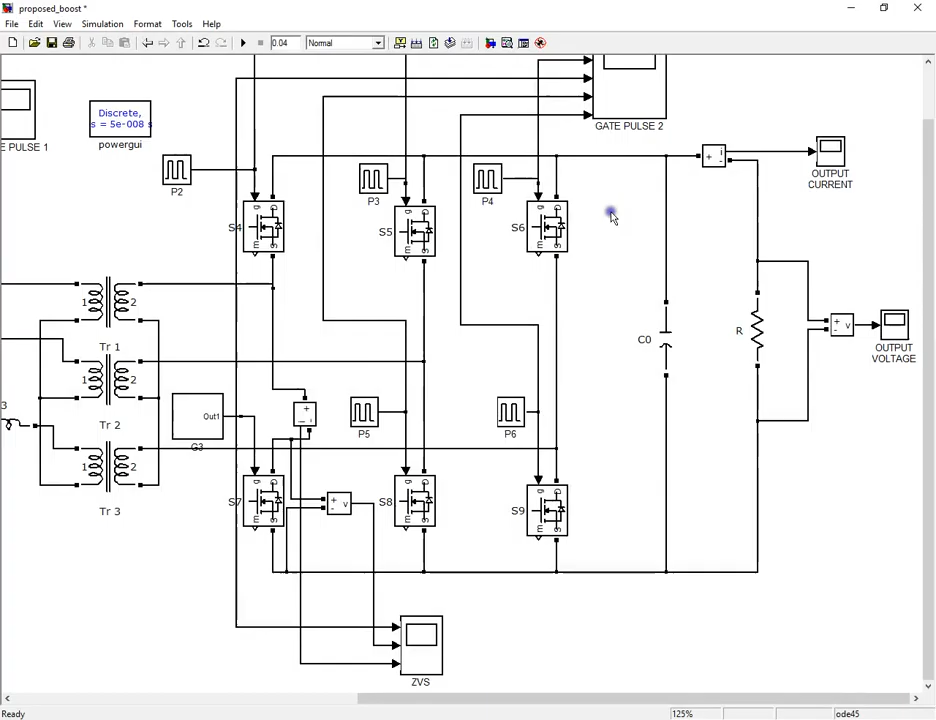 proposed_boost *
File Edit View Simulation Format Tools Help
0.04 Normal
E PULSE 1
Discrete,
s = 5e-008 s
powergui
GATE PULSE 2
P2
P3
P4
+ i -
OUTPUT
CURRENT
S4
g D m S
S5
g D m S
S6
g D m S
1 2
Tr 1
1 2
Tr 2
1 2
Tr 3
3
Out1
G3
+ -
P5
P6
C0
R
+ v -
OUTPUT
VOLTAGE
S7
g D m S
+ v -
S8
g D m S
S9
g D m S
ZVS
Ready 125% ode45